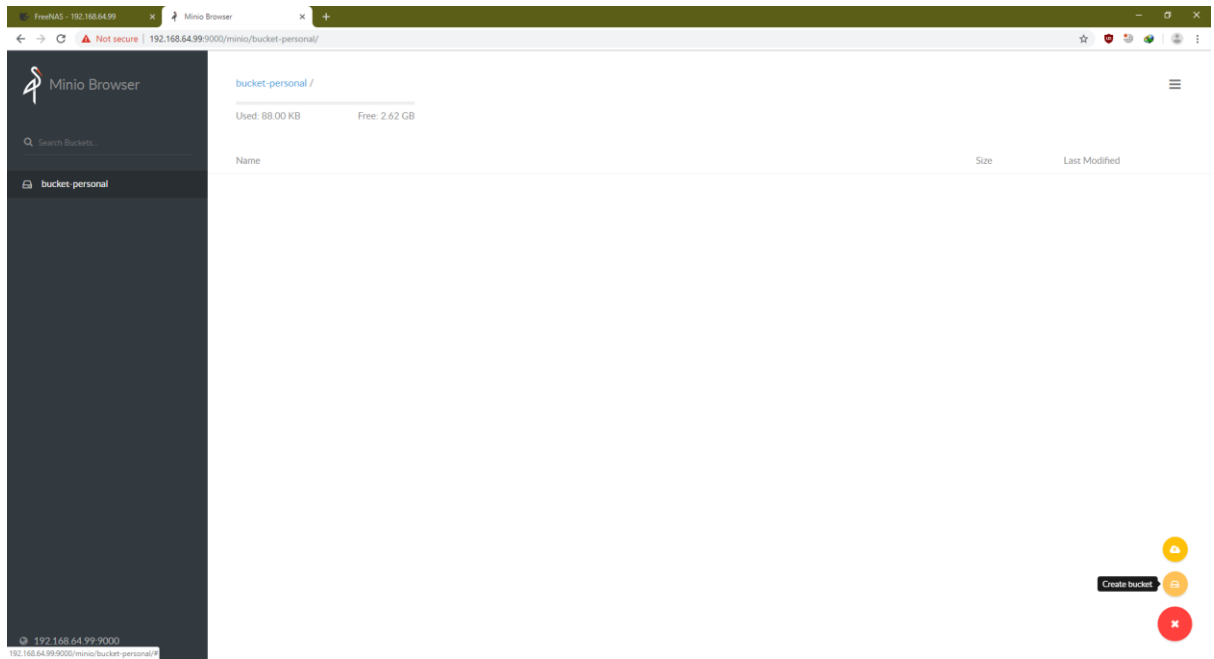 FreeNAS - 192.168.64.99
Minio Browser
Not secure | 192.168.64.99:9000/minio/bucket-personal/
Minio Browser
bucket-personal /
Used: 88.00 KB Free: 2.62 GB
Search Buckets...
Name Size Last Modified
bucket-personal
Create bucket
192.168.64.99:9000
192.168.64.99:9000/minio/bucket-personal/#